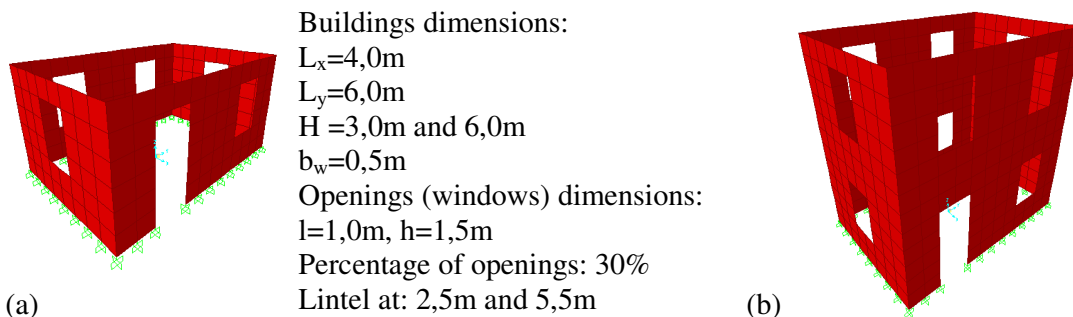 Buildings dimensions:
Lx=4,0m
Ly=6,0m
H =3,0m and 6,0m
bw=0,5m
Openings (windows) dimensions:
l=1,0m, h=1,5m
Percentage of openings: 30%
Lintel at: 2,5m and 5,5m
(a)
(b)